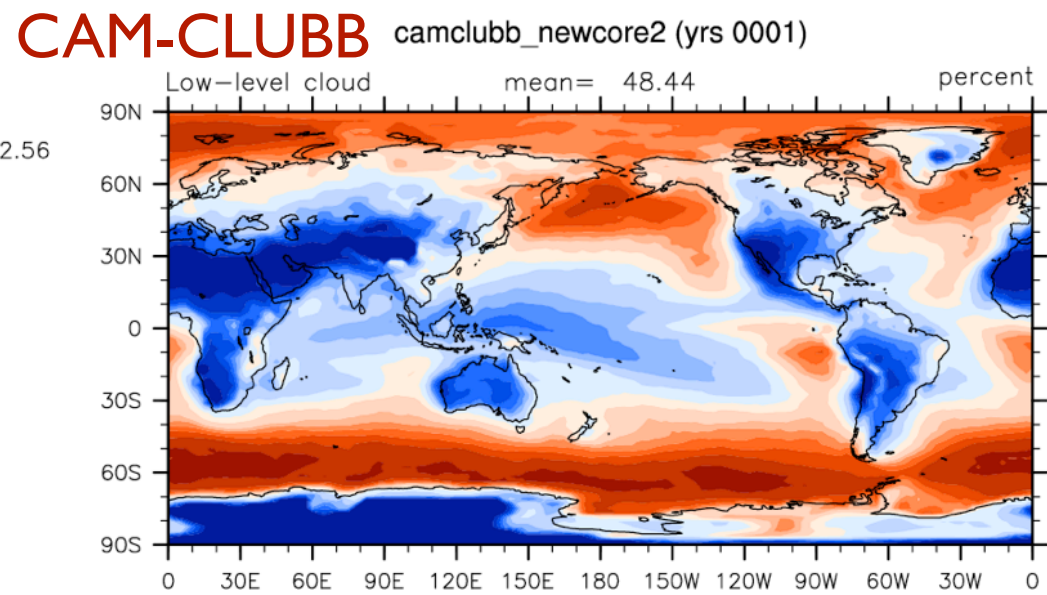 CAM-CLUBB camclubb_newcore2 (yrs 0001)
Low-level cloud mean= 48.44 percent
2.56
90N
60N
30N
0
30S
60S
90S
0 30E 60E 90E 120E 150E 180 150W 120W 90W 60W 30W 0